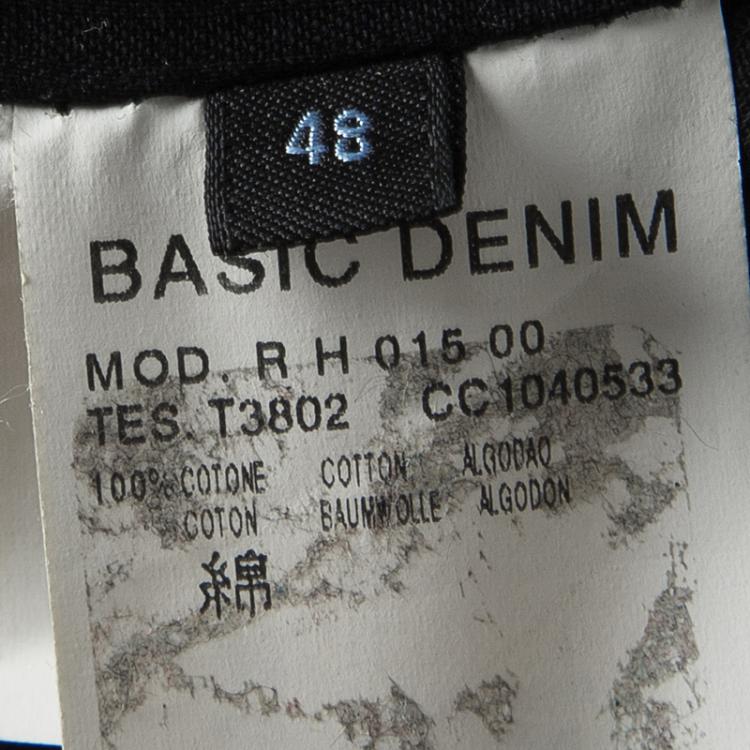 48
BASIC DENIM
MOD. R H 015 00
TES. T3802 CC1040533
100% COTONE COTTON ALGODAO
COTON BAUMWOLLE ALGODON
綿